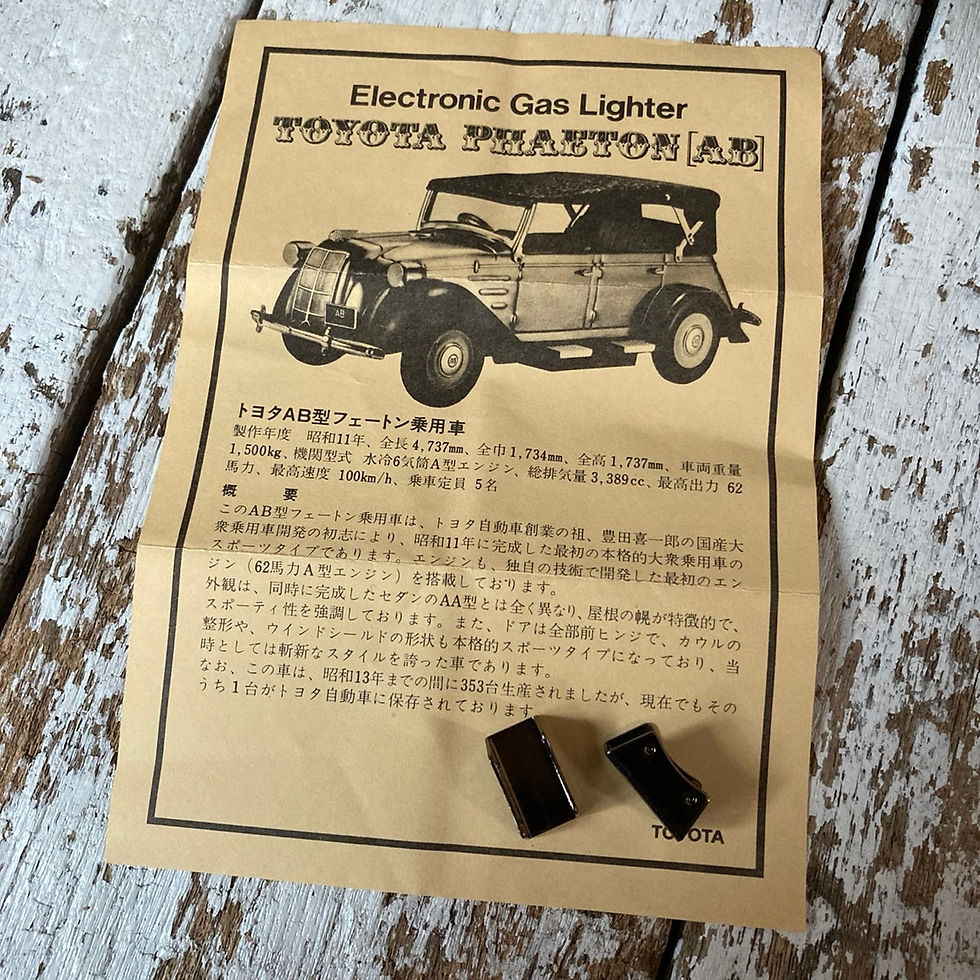 Electronic Gas Lighter
TOYOTA PHAETON [AB]
AB
トヨタAB型フェートン乗用車
製作年度 昭和11年、全長4,737mm、全巾1,734mm、全高1,737mm、車両重量
1,500kg、機関型式 水冷6気筒A型エンジン、総排気量3,389cc、最高出力 62
馬力、最高速度 100km/h、乗車定員 5名
概 要
このAB型フェートン乗用車は、トヨタ自動車創業の祖、豊田喜一郎の国産大
衆乗用車開発の初志により、昭和11年に完成した最初の本格的大衆乗用車の
スポーツタイプであります。エンジンも、独自の技術で開発した最初のエン
ジン（62馬力A型エンジン）を搭載しております。
外観は、同時に完成したセダンのAA型とは全く異なり、屋根の幌が特徴的で、
スポーティ性を強調しております。また、ドアは全部前ヒンジで、カウルの
整形や、ウインドシールドの形状も本格的スポーツタイプになっており、当
時としては斬新なスタイルを誇った車であります。
なお、この車は、昭和13年までの間に353台生産されましたが、現在でもその
うち1台がトヨタ自動車に保存されております。
TOYOTA